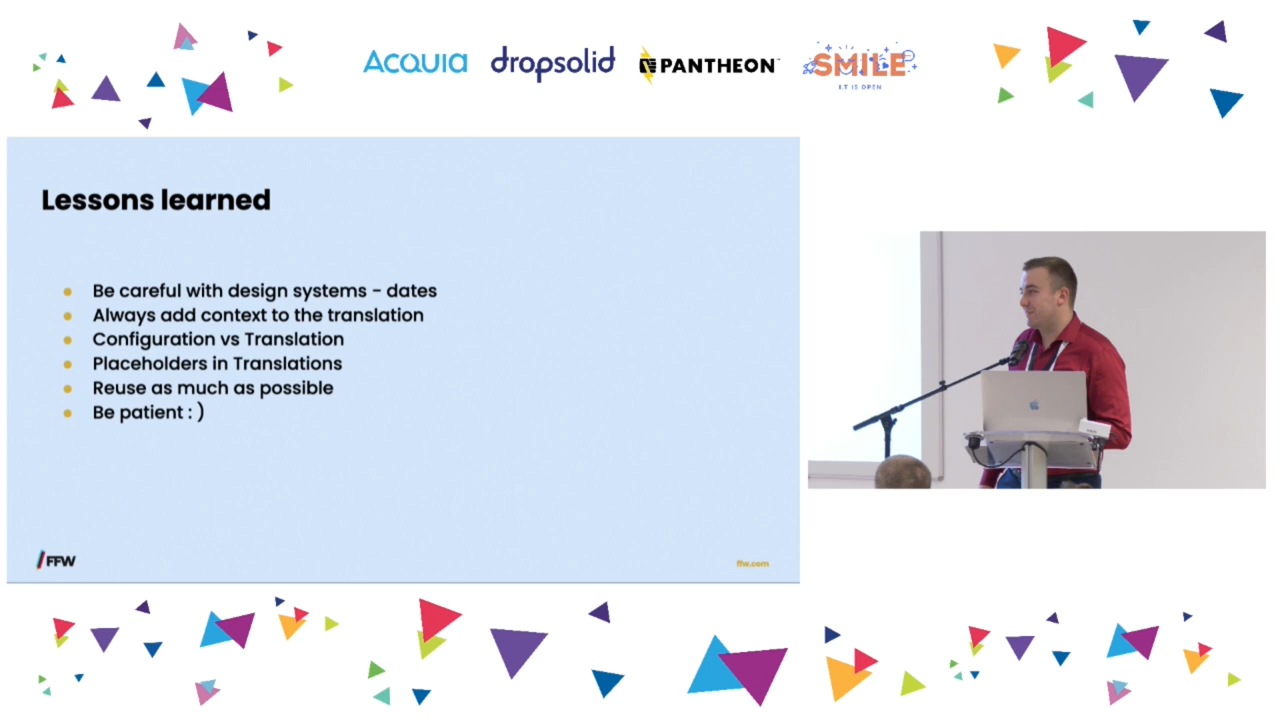 ACQUIA dropsolid PANTHEON SMILE
I.T IS OPEN
Lessons learned
Be careful with design systems - dates
Always add context to the translation
Configuration vs Translation
Placeholders in Translations
Reuse as much as possible
Be patient : )
FFW
ffw.com